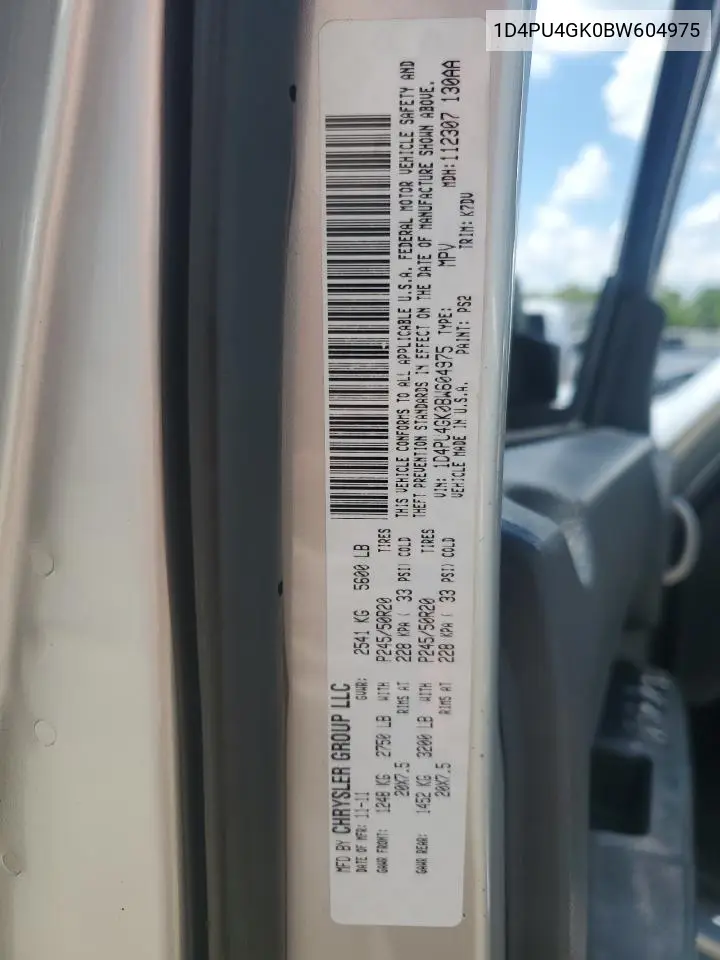 1D4PU4GK0BW604975
MFD BY CHRYSLER GROUP LLC
DATE OF MFR: 11-11 GVWR: 2541 KG 5600 LB
GAWR FRONT: 1248 KG 2750 LB WITH P245/50R20 TIRES
20X7.5 RIMS AT 228 KPA ( 33 PSI) COLD
GAWR REAR: 1452 KG 3200 LB WITH P245/50R20 TIRES
20X7.5 RIMS AT 228 KPA ( 33 PSI) COLD
THIS VEHICLE CONFORMS TO ALL APPLICABLE U.S.A. FEDERAL MOTOR VEHICLE SAFETY AND
THEFT PREVENTION STANDARDS IN EFFECT ON THE DATE OF MANUFACTURE SHOWN ABOVE.
VIN: 1D4PU4GK0BW604975 TYPE: MPV MDH: 112307 130AA
VEHICLE MADE IN U.S.A. PAINT: PS2 TRIM: K7DV